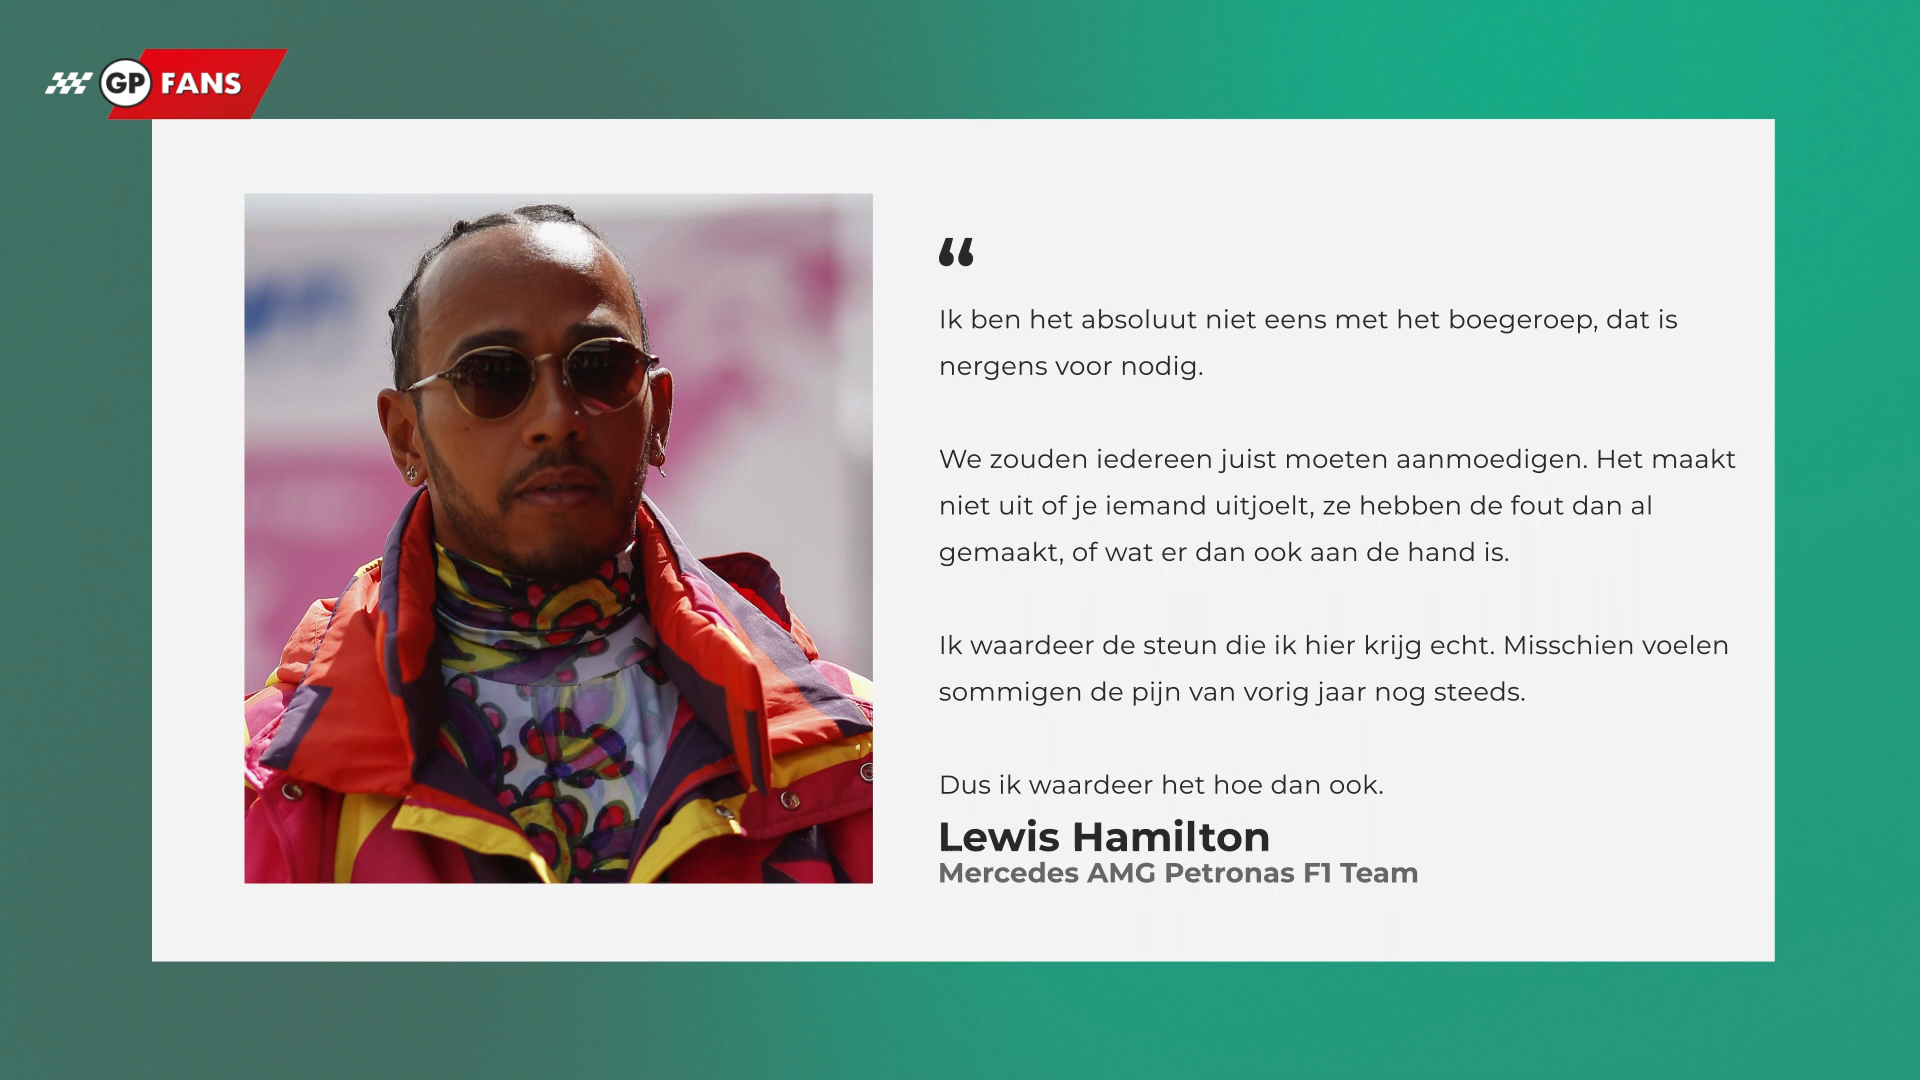 GP FANS
“
Ik ben het absoluut niet eens met het boegeroep, dat is
nergens voor nodig.
We zouden iedereen juist moeten aanmoedigen. Het maakt
niet uit of je iemand uitjoelt, ze hebben de fout dan al
gemaakt, of wat er dan ook aan de hand is.
Ik waardeer de steun die ik hier krijg echt. Misschien voelen
sommigen de pijn van vorig jaar nog steeds.
Dus ik waardeer het hoe dan ook.
Lewis Hamilton
Mercedes AMG Petronas F1 Team